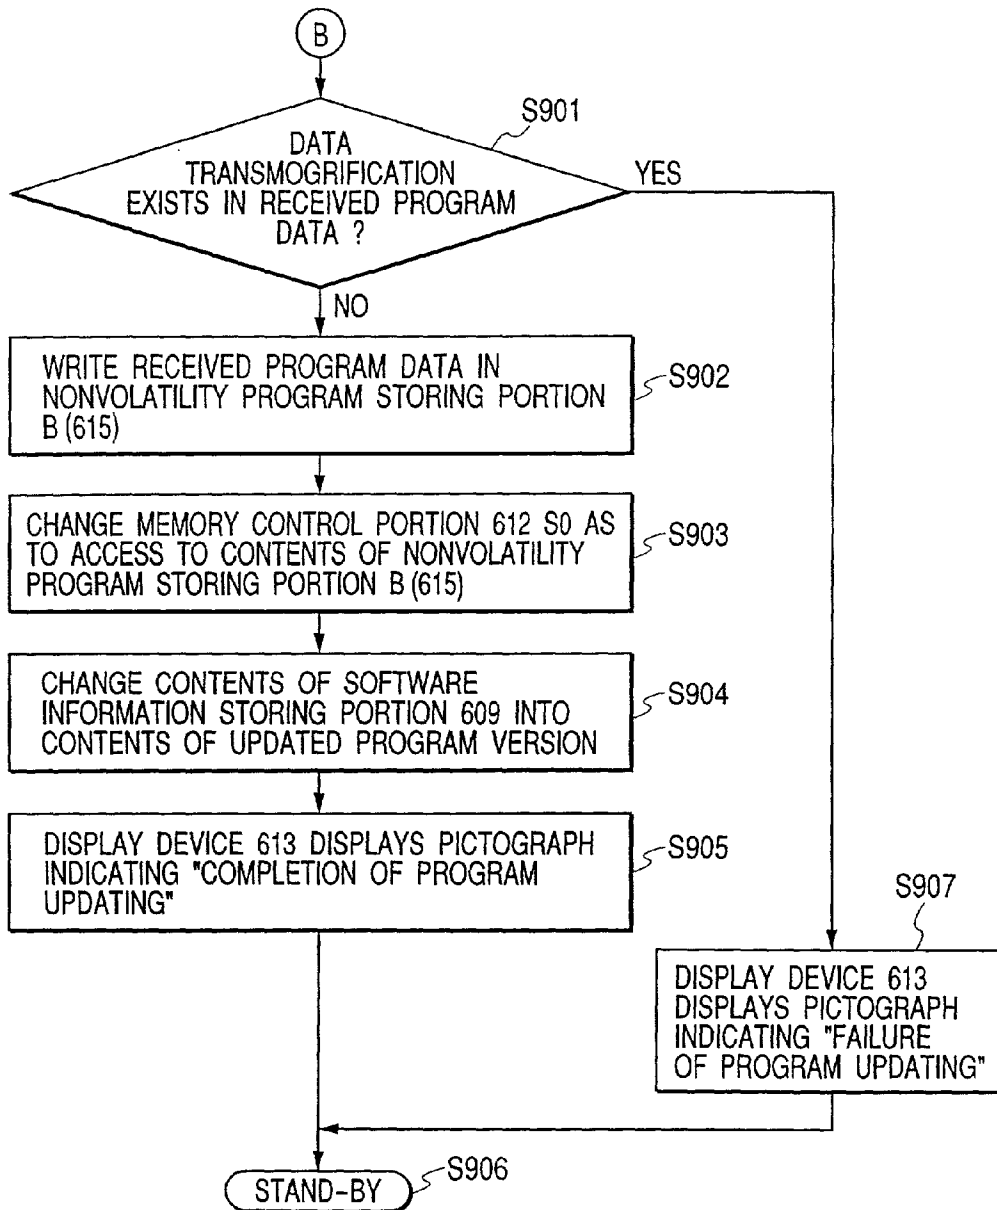 B
S901
DATA
TRANSMOGRIFICATION
EXISTS IN RECEIVED PROGRAM
DATA ?
YES
NO
WRITE RECEIVED PROGRAM DATA IN
NONVOLATILITY PROGRAM STORING PORTION
B (615)
S902
CHANGE MEMORY CONTROL PORTION 612 SO AS
TO ACCESS TO CONTENTS OF NONVOLATILITY
PROGRAM STORING PORTION B (615)
S903
CHANGE CONTENTS OF SOFTWARE
INFORMATION STORING PORTION 609 INTO
CONTENTS OF UPDATED PROGRAM VERSION
S904
DISPLAY DEVICE 613 DISPLAYS PICTOGRAPH
INDICATING "COMPLETION OF PROGRAM
UPDATING"
S905
S907
DISPLAY DEVICE 613
DISPLAYS PICTOGRAPH
INDICATING "FAILURE
OF PROGRAM UPDATING"
STAND-BY
S906